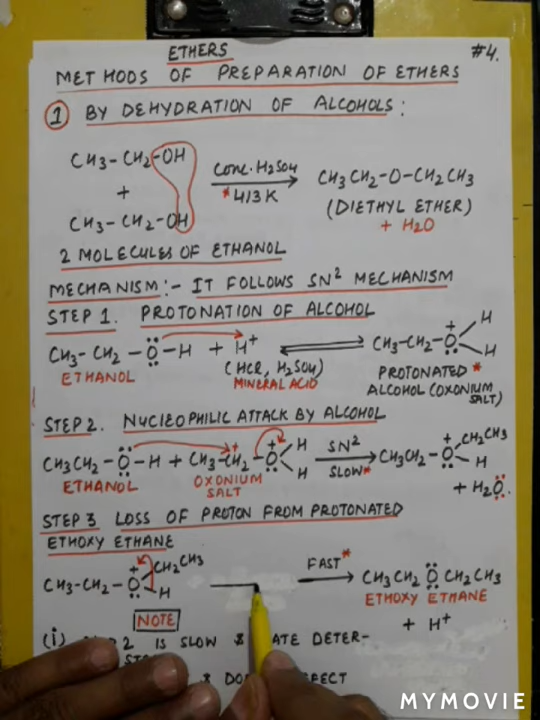 ETHERS
#4.
METHODS OF PREPARATION OF ETHERS
1 BY DEHYDRATION OF ALCOHOLS:
CH3-CH2-OH
+
CH3-CH2-OH
Conc. H2SO4
*413K
CH3CH2-O-CH2CH3
(DIETHYL ETHER)
+ H2O
2 MOLECULES OF ETHANOL
MECHANISM:- IT FOLLOWS SN2 MECHANISM
STEP 1. PROTONATION OF ALCOHOL
CH3-CH2-O-H + H+
CH3-CH2-O+ H H
ETHANOL
(HCl, H2SO4)
MINERAL ACID
PROTONATED *
ALCOHOL (OXONIUM
SALT)
STEP 2. NUCLEOPHILIC ATTACK BY ALCOHOL
CH3CH2-O-H + CH3-CH2-O+ H H
SN2
SLOW*
CH3CH2-O+ CH2CH3 H
ETHANOL
OXONIUM
SALT
+ H2O
STEP 3 LOSS OF PROTON FROM PROTONATED
ETHOXY ETHANE
CH3-CH2-O+ CH2CH3 H
FAST*
CH3CH2OCH2CH3
ETHOXY ETHANE
+ H+
NOTE
(i) 2 IS SLOW & DETER-
MYMOVIE